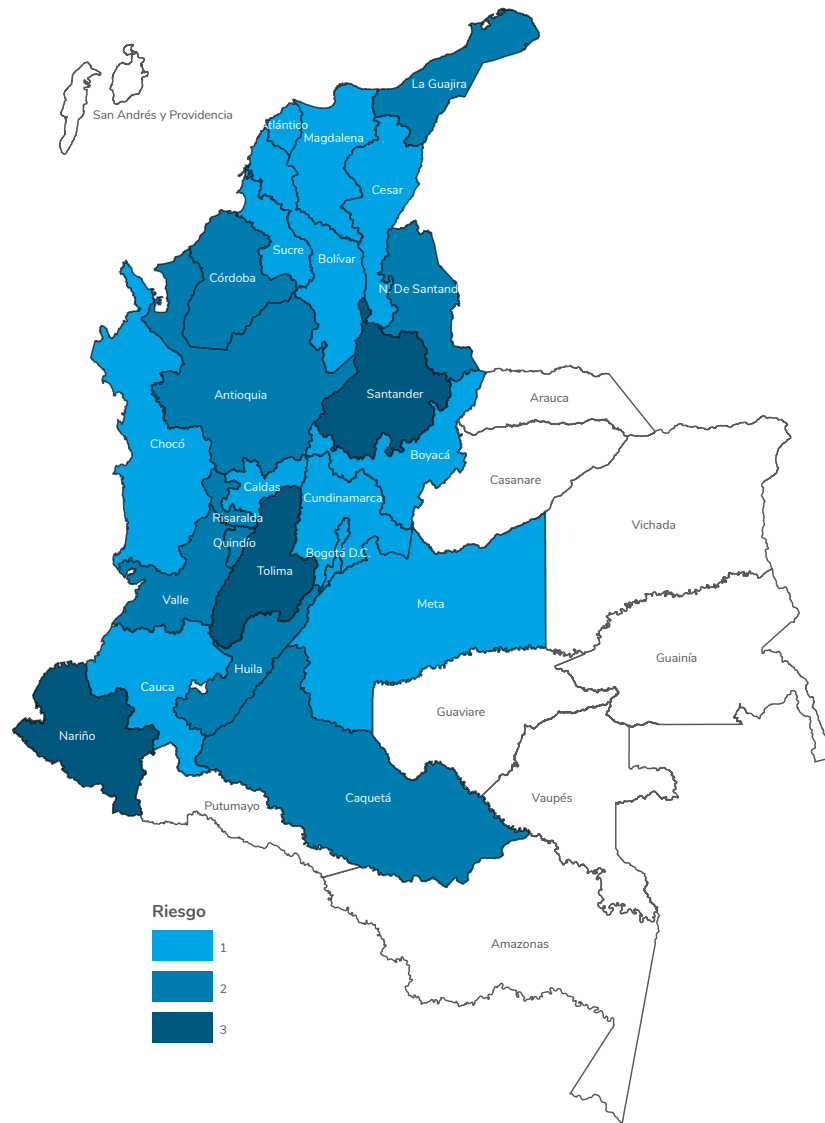 La Guajira
San Andrés y Providencia
Atlántico
Magdalena
Cesar
Sucre
Bolívar
Córdoba
N. De Santand
Antioquia
Santander
Arauca
Chocó
Boyacá
Casanare
Caldas
Cundinamarca
Risaralda
Vichada
Quindío
Bogotá D.C.
Tolima
Valle
Meta
Guainía
Huila
Cauca
Guaviare
Nariño
Caquetá
Vaupés
Putumayo
Riesgo
Amazonas
1
2
3